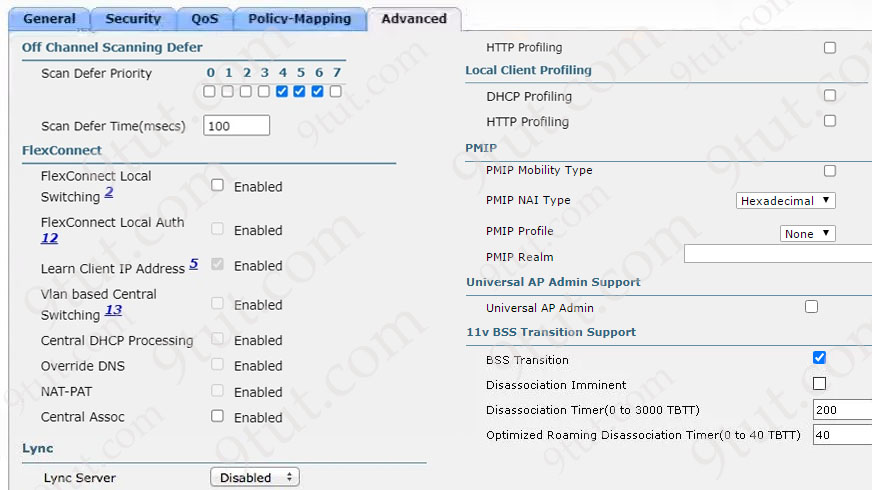 General Security QoS Policy-Mapping Advanced
Off Channel Scanning Defer
Scan Defer Priority 0 1 2 3 4 5 6 7
Scan Defer Time(msecs) 100
FlexConnect
FlexConnect Local
Switching 2 Enabled
FlexConnect Local Auth
12 Enabled
Learn Client IP Address 5 Enabled
Vlan based Central
Switching 13 Enabled
Central DHCP Processing Enabled
Override DNS Enabled
NAT-PAT Enabled
Central Assoc Enabled
Lync
Lync Server Disabled
HTTP Profiling
Local Client Profiling
DHCP Profiling
HTTP Profiling
PMIP
PMIP Mobility Type
PMIP NAI Type Hexadecimal
PMIP Profile None
PMIP Realm
Universal AP Admin Support
Universal AP Admin
11v BSS Transition Support
BSS Transition
Disassociation Imminent
Disassociation Timer(0 to 3000 TBTT) 200
Optimized Roaming Disassociation Timer(0 to 40 TBTT) 40
9tut.com